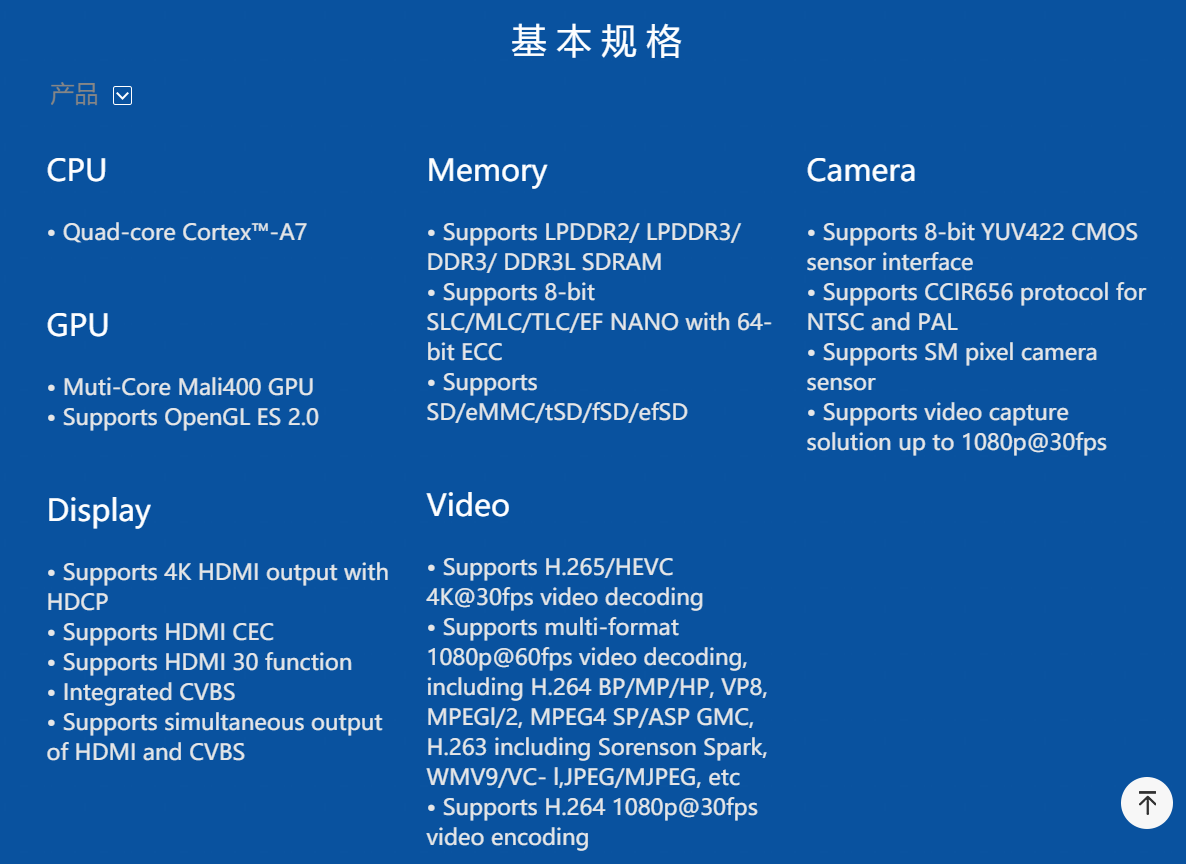 基本规格
产品
CPU
• Quad-core Cortex™-A7
GPU
• Muti-Core Mali400 GPU
• Supports OpenGL ES 2.0
Display
• Supports 4K HDMI output with
HDCP
• Supports HDMI CEC
• Supports HDMI 30 function
• Integrated CVBS
• Supports simultaneous output
of HDMI and CVBS
Memory
• Supports LPDDR2/ LPDDR3/
DDR3/ DDR3L SDRAM
• Supports 8-bit
SLC/MLC/TLC/EF NANO with 64-
bit ECC
• Supports
SD/eMMC/tSD/fSD/efSD
Video
• Supports H.265/HEVC
4K@30fps video decoding
• Supports multi-format
1080p@60fps video decoding,
including H.264 BP/MP/HP, VP8,
MPEGl/2, MPEG4 SP/ASP GMC,
H.263 including Sorenson Spark,
WMV9/VC- l,JPEG/MJPEG, etc
• Supports H.264 1080p@30fps
video encoding
Camera
• Supports 8-bit YUV422 CMOS
sensor interface
• Supports CCIR656 protocol for
NTSC and PAL
• Supports SM pixel camera
sensor
• Supports video capture
solution up to 1080p@30fps